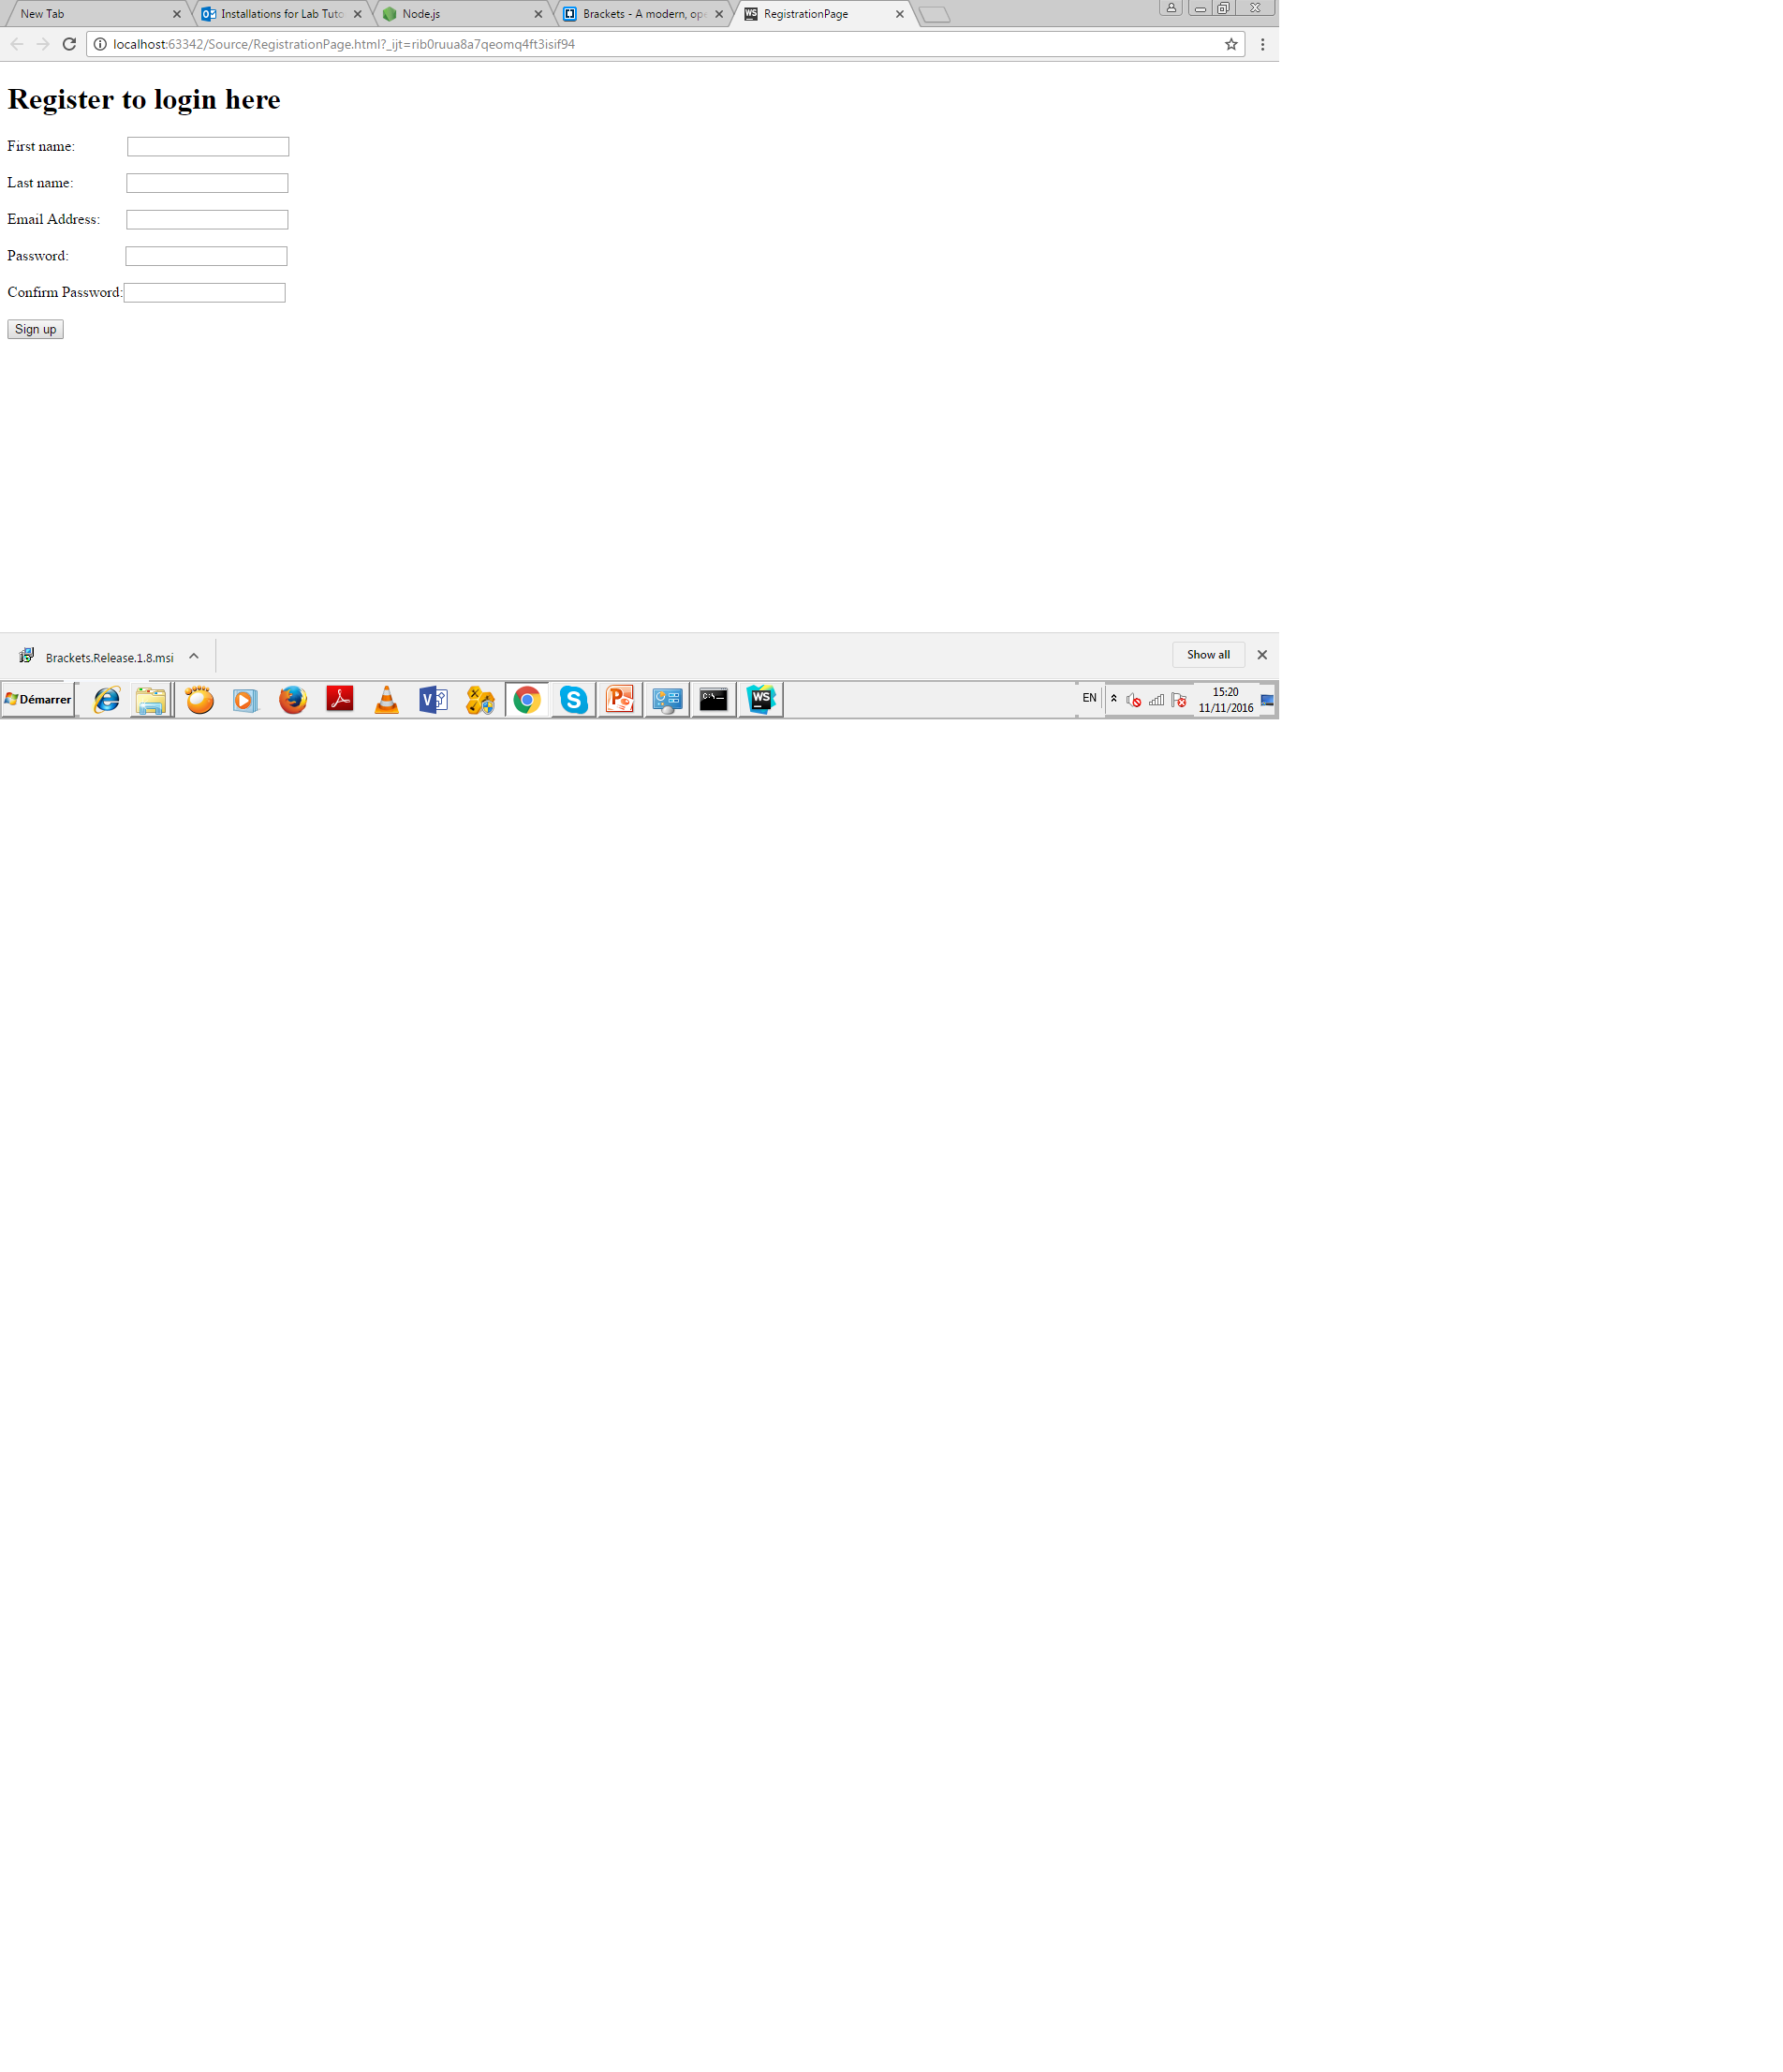 New Tab
Installations for Lab Tuto
Node.js
Brackets - A modern, ope
WS RegistrationPage
localhost:63342/Source/RegistrationPage.html?_ijt=rib0ruua8a7qeomq4ft3isif94
Register to login here
First name:
Last name:
Email Address:
Password:
Confirm Password:
Sign up
Brackets.Release.1.8.msi
Show all
Démarrer
C:\_
WS
EN
15:20
11/11/2016